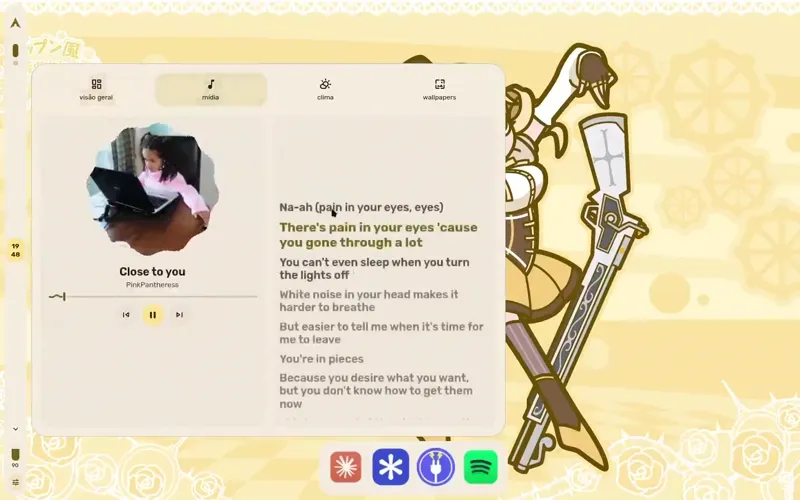 プン風
visão geral
mídia
clima
wallpapers
Close to you
PinkPantheress
Na-ah (pain in your eyes, eyes)
There's pain in your eyes 'cause
you gone through a lot
You can't even sleep when you turn
the lights off
White noise in your head makes it
harder to breathe
But easier to tell me when it's time for
me to leave
You're in pieces
Because you desire what you want,
but you don't know how to get them
now
19
48
90